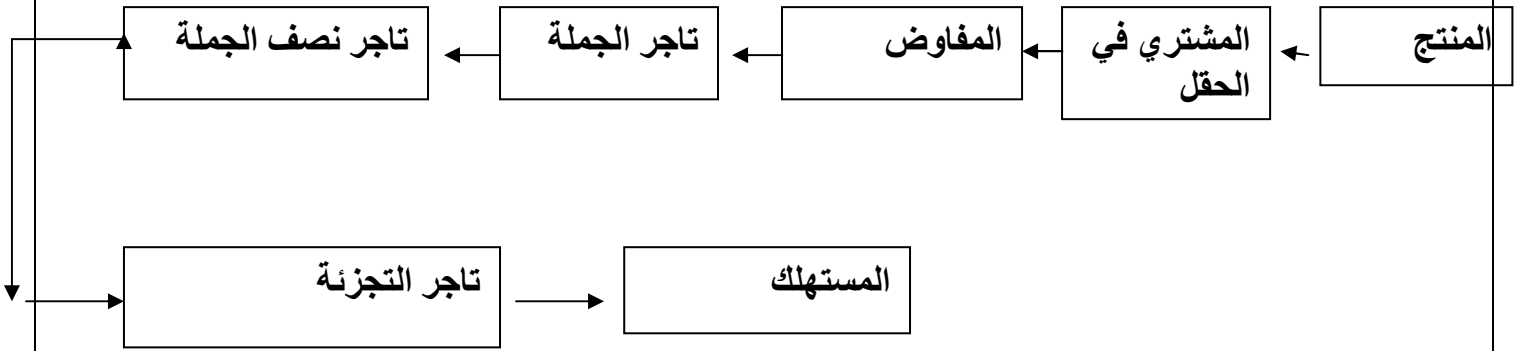 المنتج
المشتري في
الحقل
المفاوض
تاجر الجملة
تاجر نصف الجملة
تاجر التجزئة
المستهلك